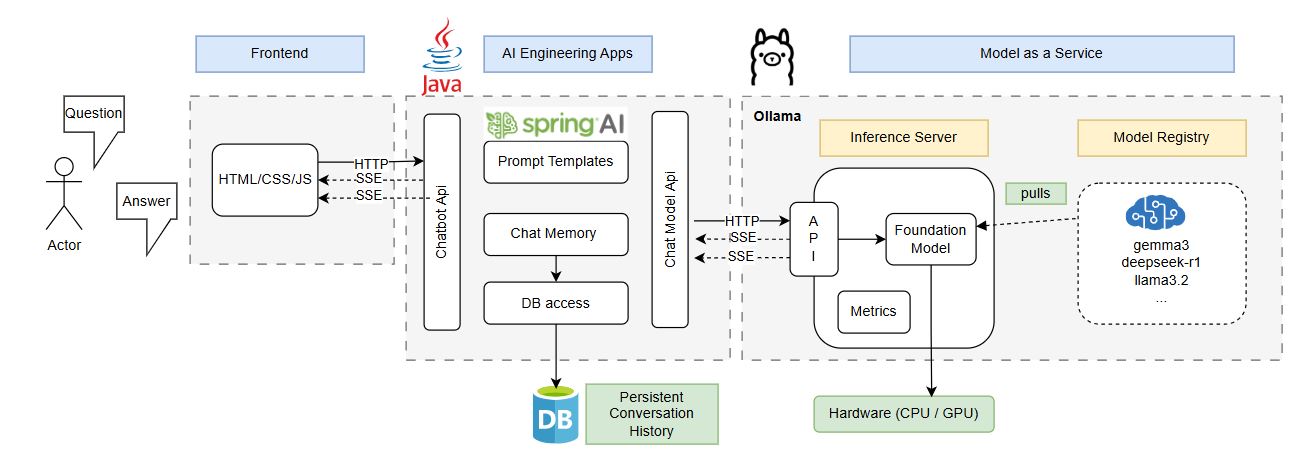 Frontend
Java
AI Engineering Apps
Model as a Service
Question
Answer
Actor
HTML/CSS/JS
HTTP
SSE
SSE
Chatbot Api
spring AI
Prompt Templates
Chat Memory
DB access
Chat Model Api
HTTP
SSE
SSE
Ollama
Inference Server
Model Registry
A
P
I
Foundation
Model
Metrics
pulls
gemma3
deepseek-r1
llama3.2
...
DB
Persistent
Conversation
History
Hardware (CPU / GPU)